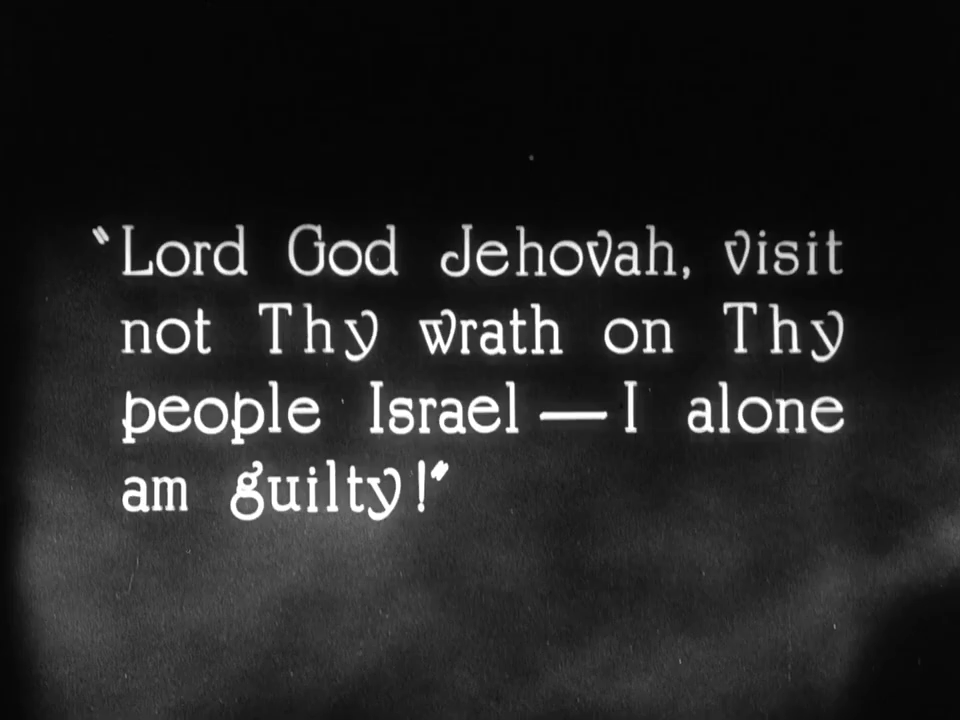 "Lord God Jehovah, visit
not Thy wrath on Thy
people Israel — I alone
am guilty!"